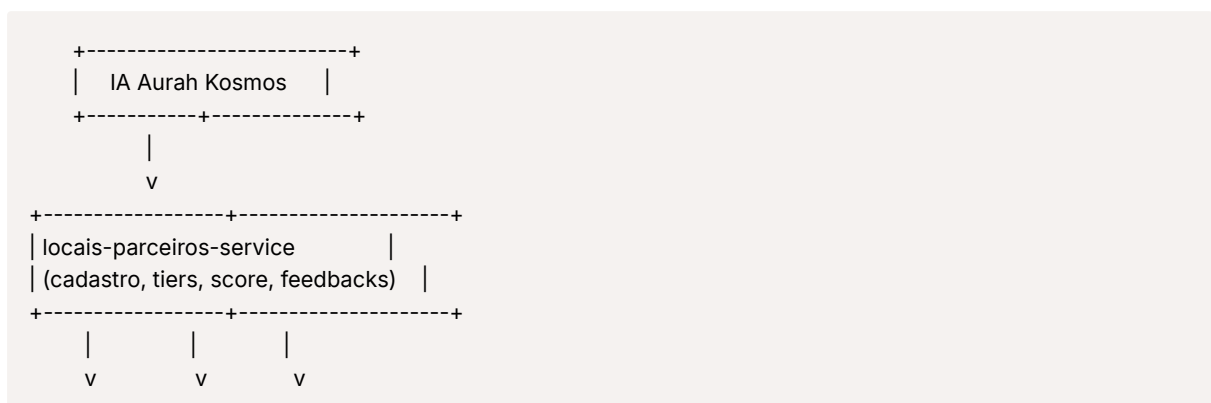 +--------------------------+
|     IA Aurah Kosmos      |
+-----------+--------------+
|
v
+------------------+---------------------+
| locais-parceiros-service               |
| (cadastro, tiers, score, feedbacks)    |
+------------------+---------------------+
|               |             |
v               v             v